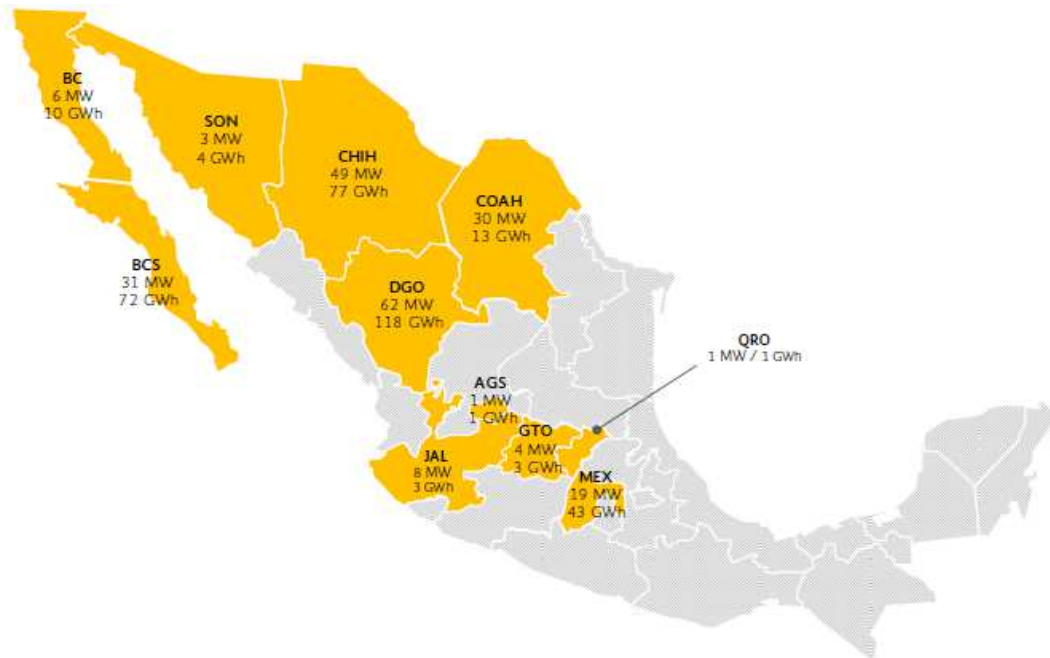 BC
6 MW
10 GWh
SON
3 MW
4 GWh
CHIH
49 MW
77 GWh
COAH
30 MW
13 GWh
BCS
31 MW
72 GWh
DGO
62 MW
118 GWh
QRO
1 MW / 1 GWh
AGS
1 MW
1 GWh
GTO
4 MW
3 GWh
JAL
8 MW
3 GWh
MEX
19 MW
43 GWh